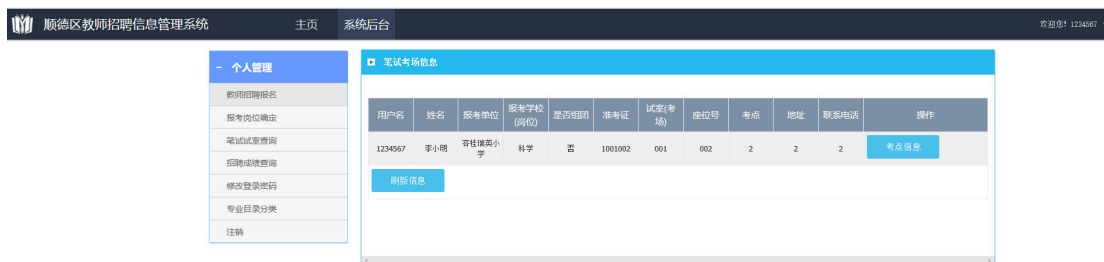 顺德区教师招聘信息管理系统 主页 系统后台 欢迎您! 1234567
- 个人管理
教师招聘报名
报考岗位确定
笔试试室查询
招聘成绩查询
修改登录密码
专业目录分类
注销
笔试考场信息
用户名 姓名 报考单位 报考学校(岗位) 是否组团 准考证 试室(考场) 座位号 考点 地址 联系电话 操作
1234567 李小明 容桂瑞英小学 科学 否 1001002 001 002 2 2 2 考点信息
刷新信息